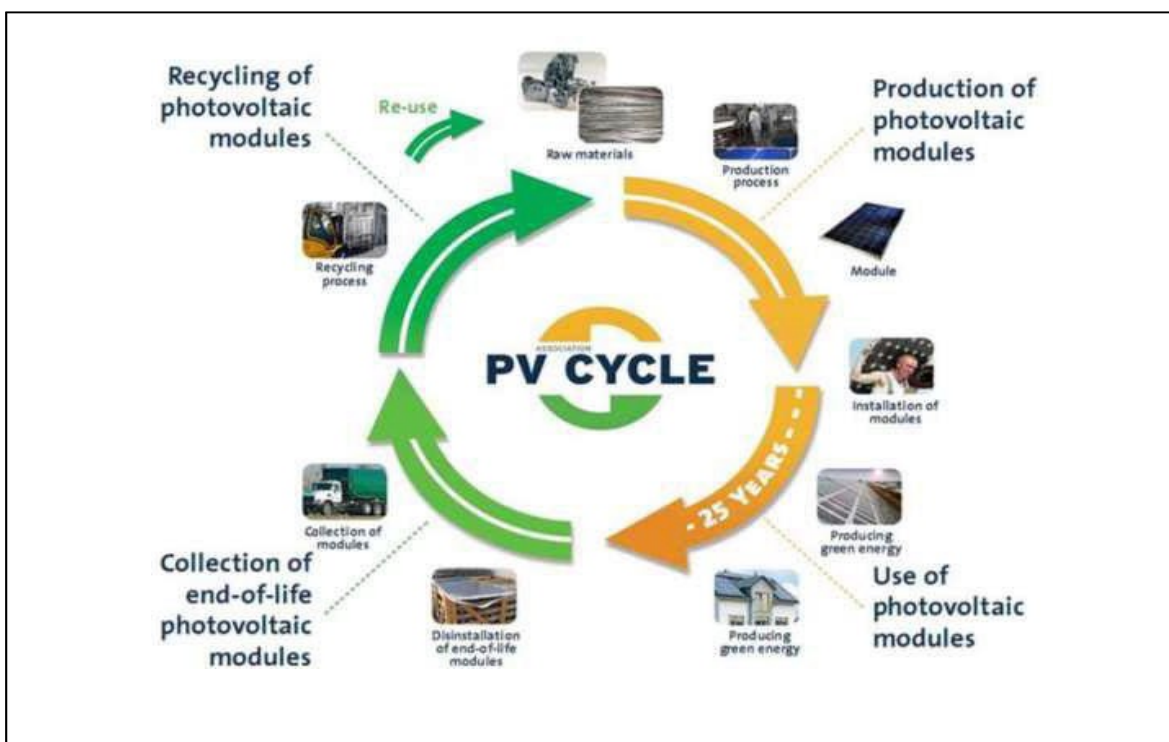 Recycling of
photovoltaic
modules
Re-use
Raw materials
Production
process
Production of
photovoltaic
modules
Module
Installation of
modules
- 25 YEARS - - -
Producing
green energy
Use of
photovoltaic
modules
Producing
green energy
Disinstallation
of end-of-life
modules
Collection of
modules
Collection of
end-of-life
photovoltaic
modules
Recycling
process
ASSOCIATION
PV CYCLE